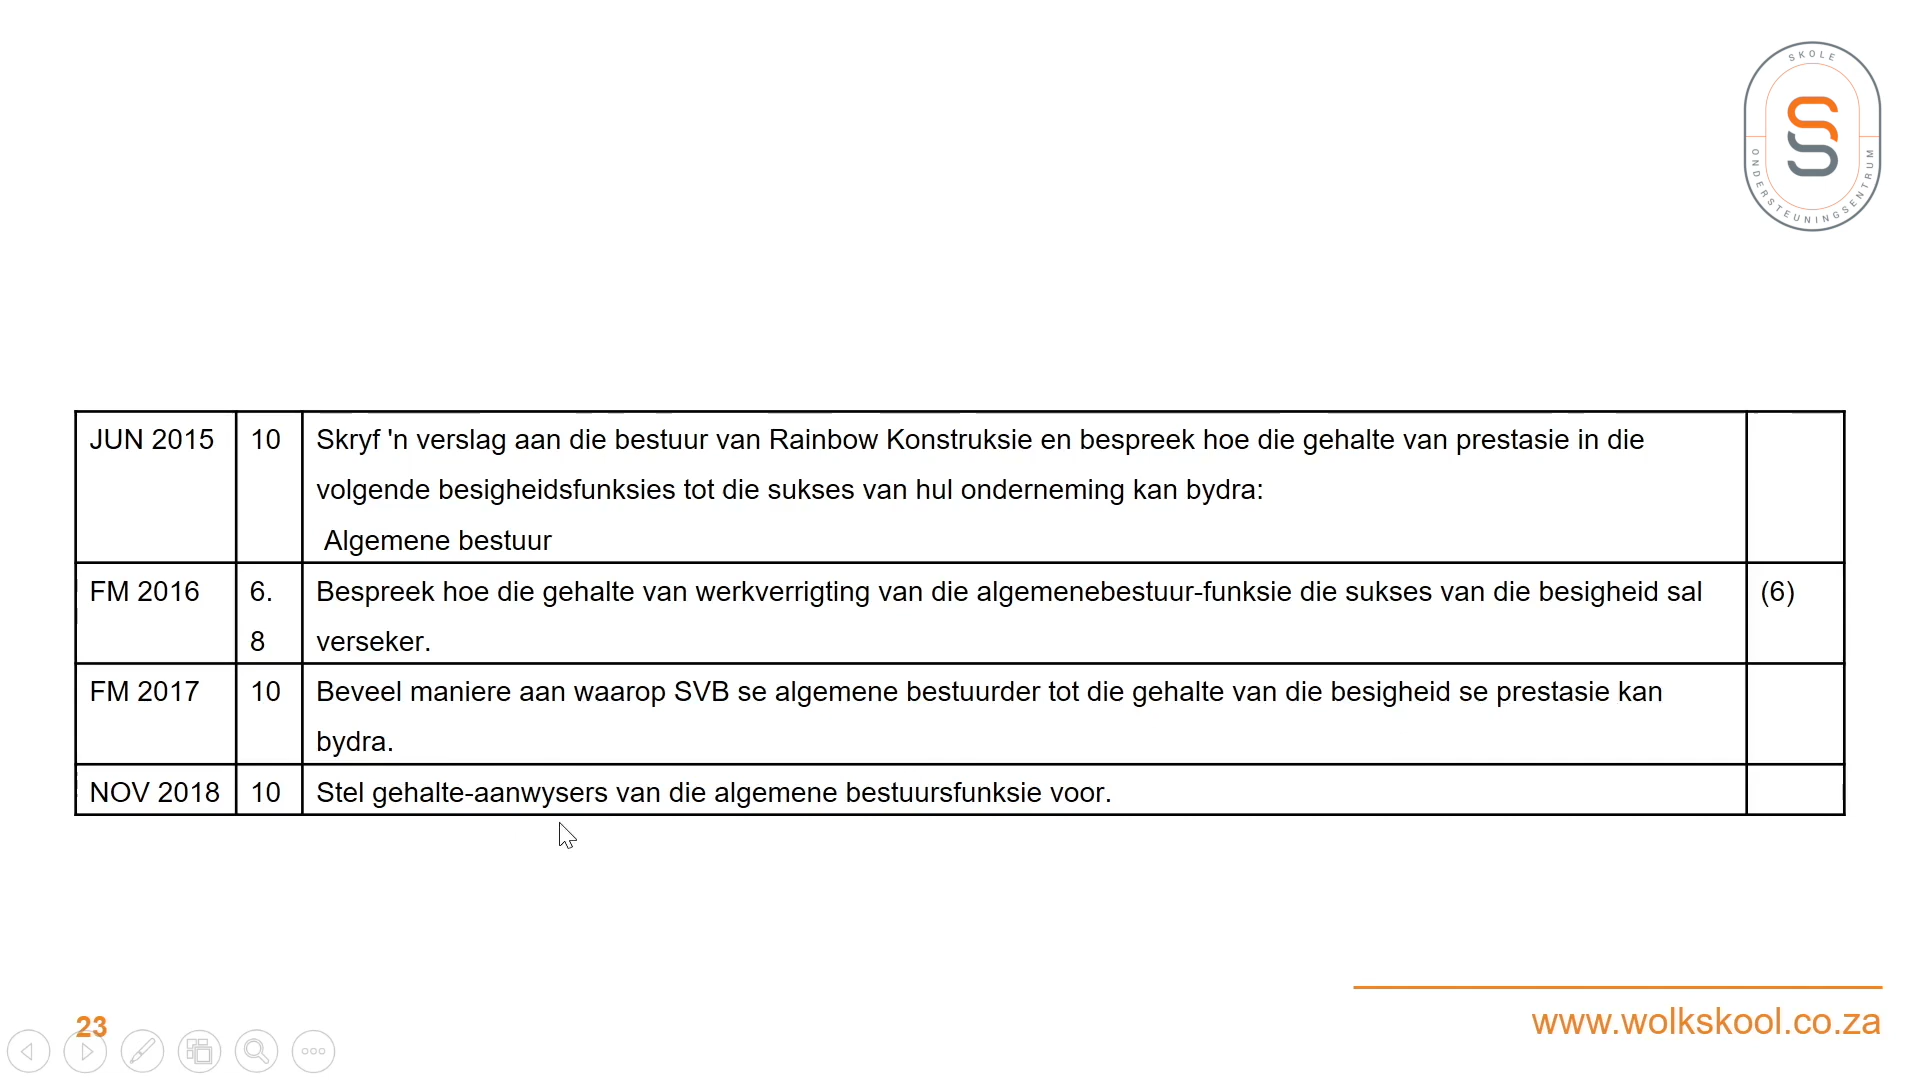 SKOLE
ONDERSTEUNINGSENTRUM
JUN 2015 10 Skryf 'n verslag aan die bestuur van Rainbow Konstruksie en bespreek hoe die gehalte van prestasie in die
volgende besigheidsfunksies tot die sukses van hul onderneming kan bydra:
Algemene bestuur
FM 2016 6. Bespreek hoe die gehalte van werkverrigting van die algemenebestuur-funksie die sukses van die besigheid sal (6)
8 verseker.
FM 2017 10 Beveel maniere aan waarop SVB se algemene bestuurder tot die gehalte van die besigheid se prestasie kan
bydra.
NOV 2018 10 Stel gehalte-aanwysers van die algemene bestuursfunksie voor.
23
www.wolkskool.co.za